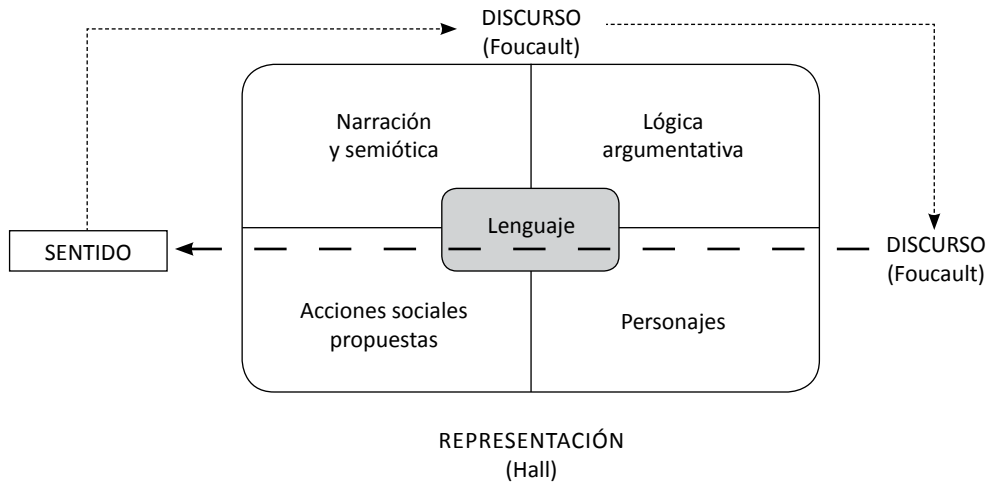 DISCURSO
(Foucault)
Narración
y semiótica
Lógica
argumentativa
Lenguaje
SENTIDO
DISCURSO
(Foucault)
Acciones sociales
propuestas
Personajes
REPRESENTACIÓN
(Hall)